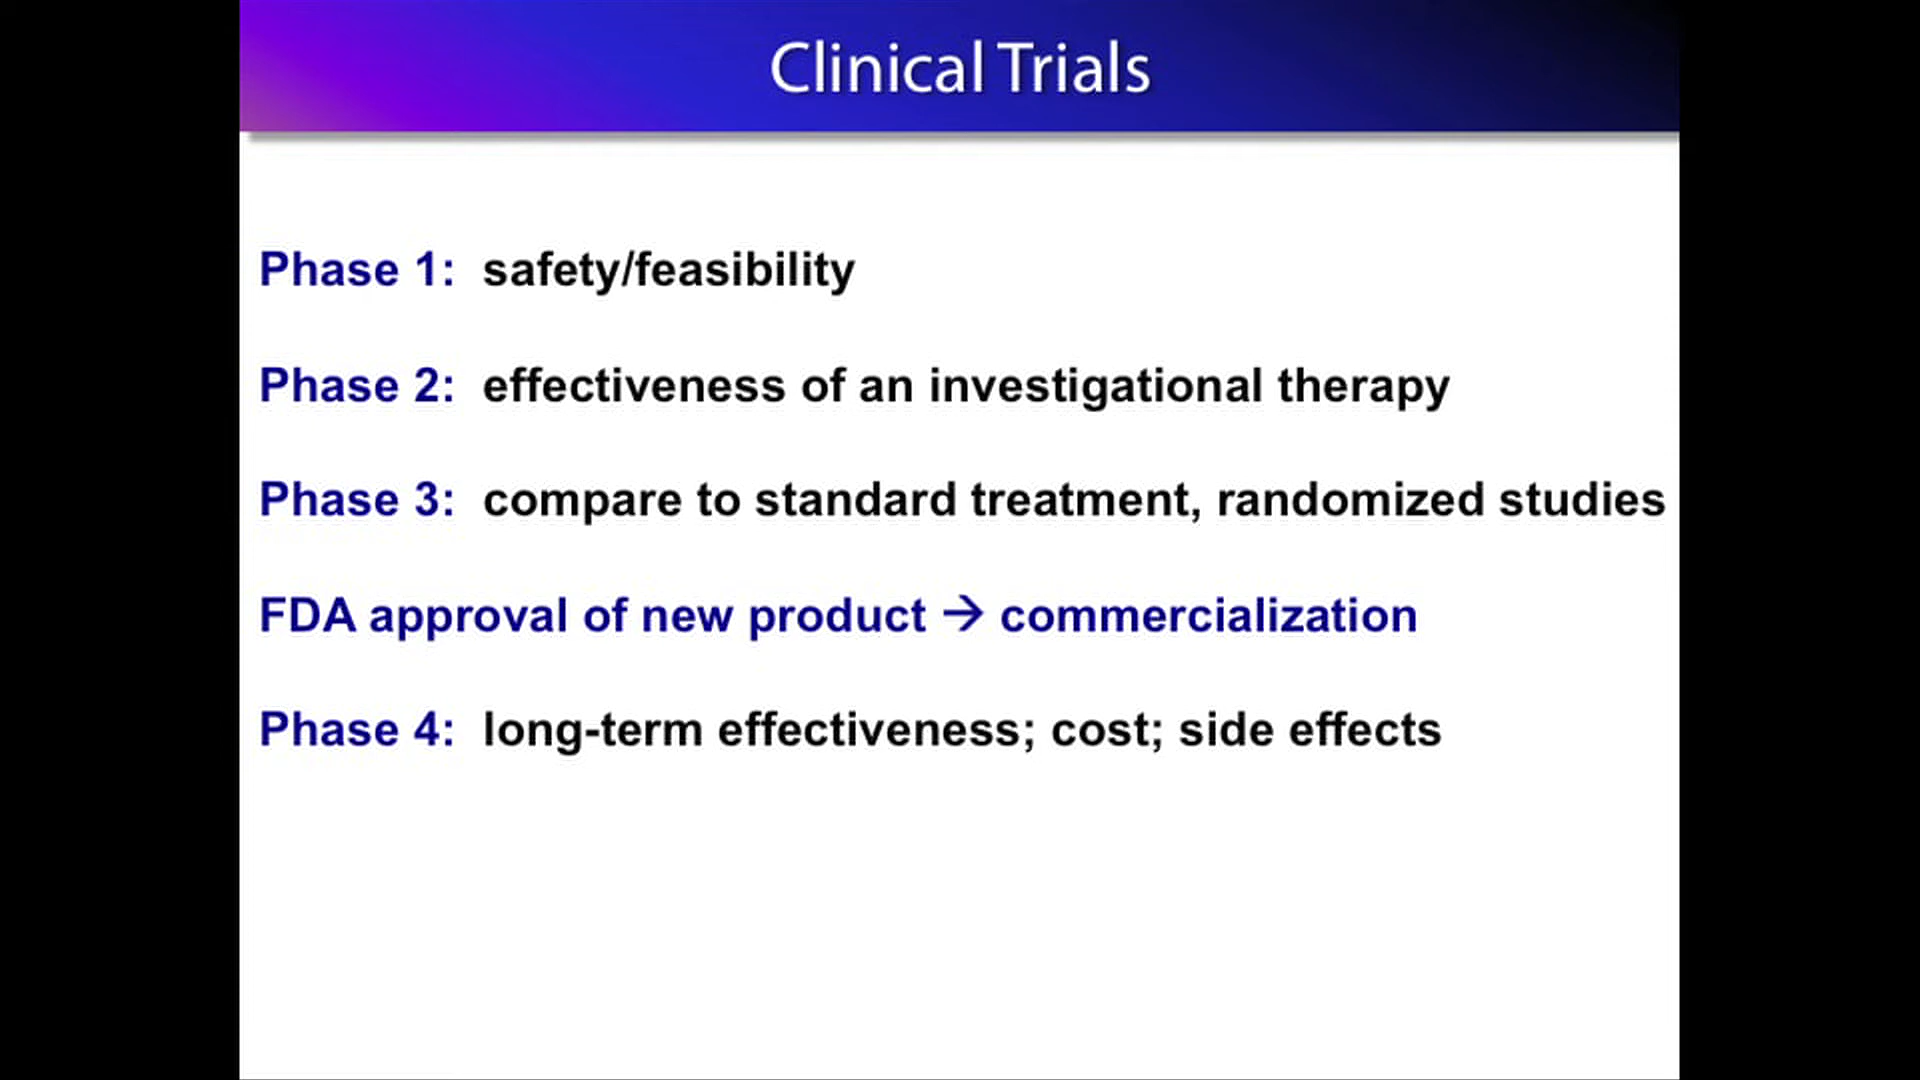 Clinical Trials
Phase 1: safety/feasibility
Phase 2: effectiveness of an investigational therapy
Phase 3: compare to standard treatment, randomized studies
FDA approval of new product → commercialization
Phase 4: long-term effectiveness; cost; side effects